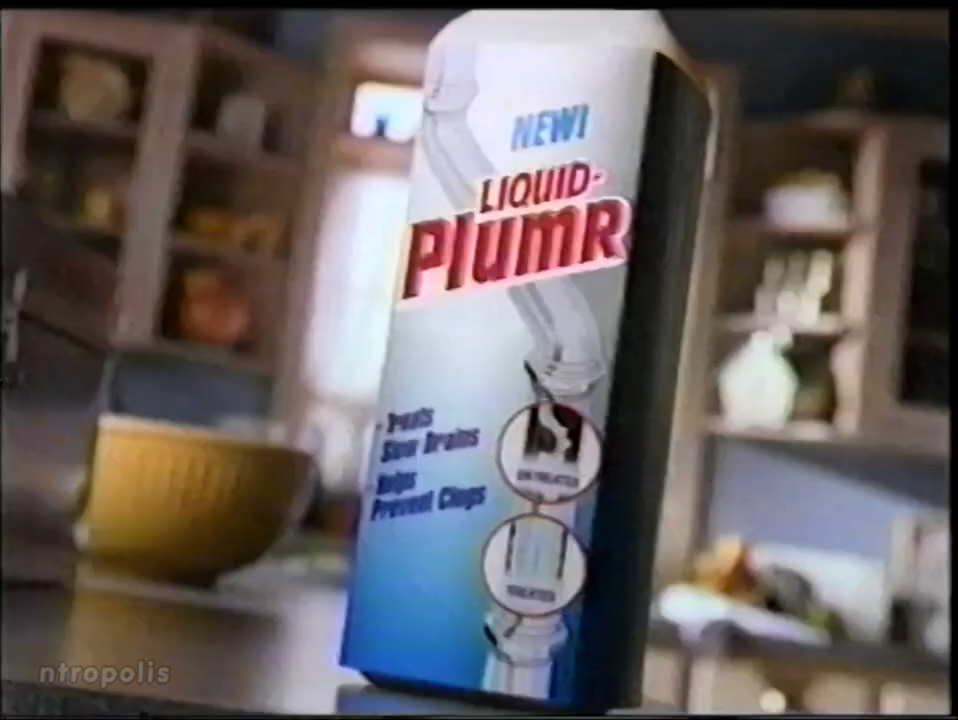 NEW!
LIQUID-
PlumR
- Treats
Slow Drains
- Helps
Prevent Clogs
UNTREATED
TREATED
ntropolis